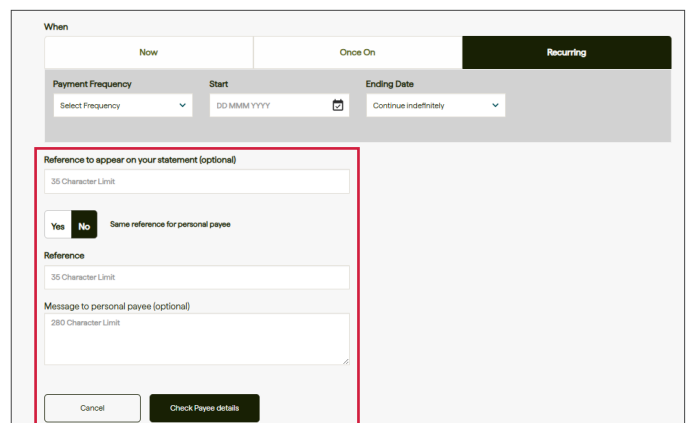 When
Now Once On Recurring
Payment Frequency Start Ending Date
Select Frequency DD MMM YYYY Continue indefinitely
Reference to appear on your statement (optional)
35 Character Limit
Yes No Same reference for personal payee
Reference
35 Character Limit
Message to personal payee (optional)
280 Character Limit
Cancel Check Payee details